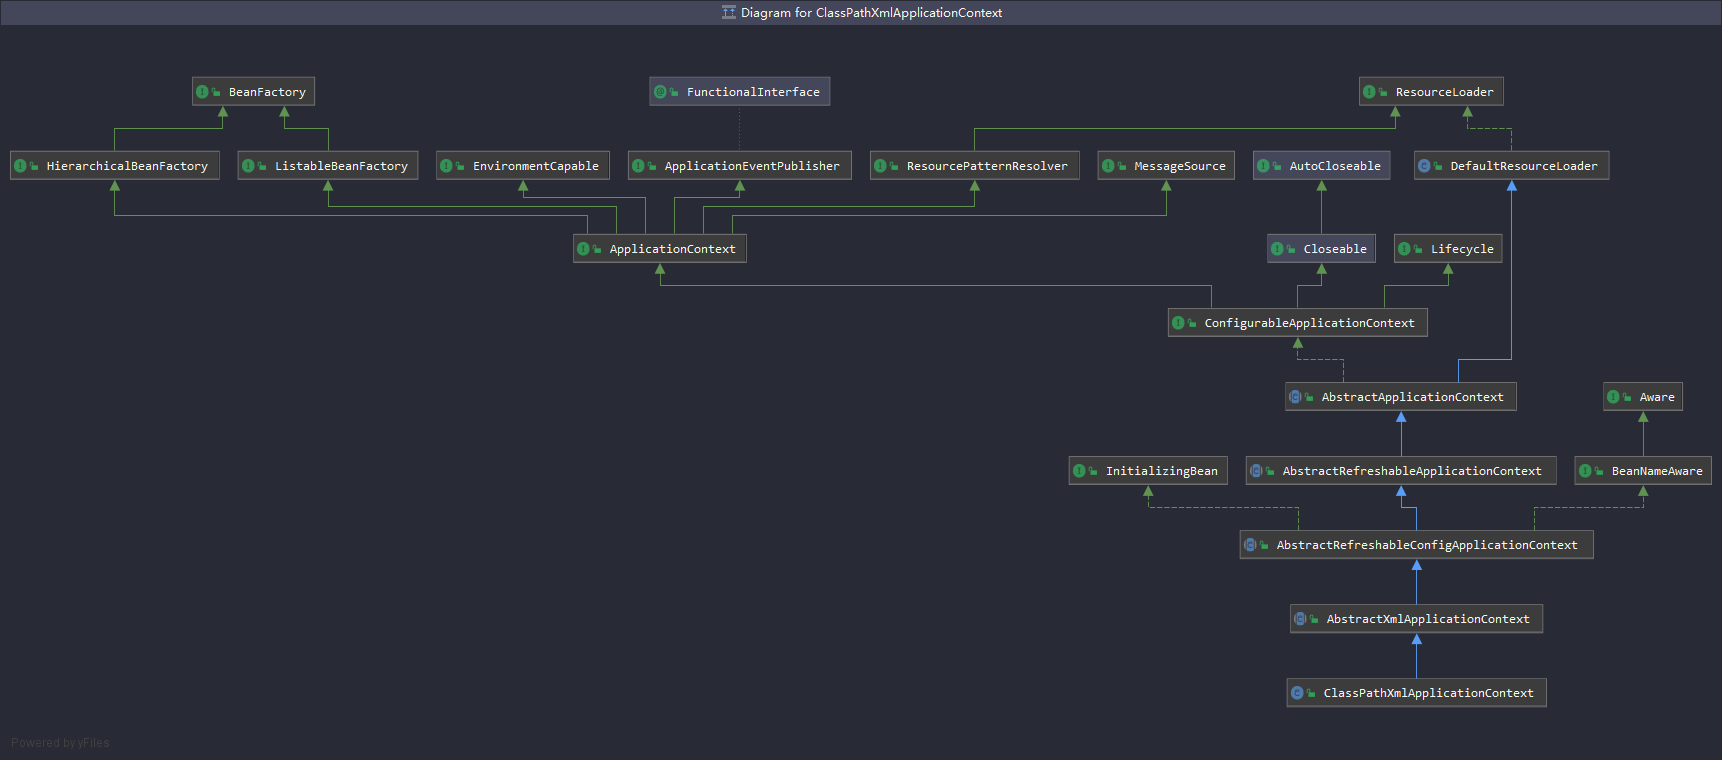 Diagram for ClassPathXmlApplicationContext
BeanFactory
FunctionalInterface
ResourceLoader
HierarchicalBeanFactory
ListableBeanFactory
EnvironmentCapable
ApplicationEventPublisher
ResourcePatternResolver
MessageSource
AutoCloseable
DefaultResourceLoader
ApplicationContext
Closeable
Lifecycle
ConfigurableApplicationContext
AbstractApplicationContext
Aware
InitializingBean
AbstractRefreshableApplicationContext
BeanNameAware
AbstractRefreshableConfigApplicationContext
AbstractXmlApplicationContext
ClassPathXmlApplicationContext
Powered by yFiles